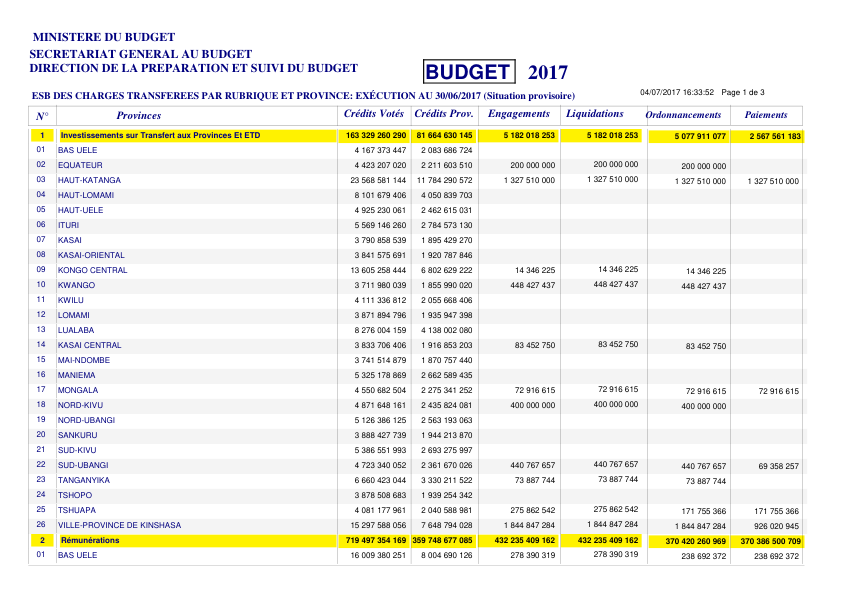 MINISTERE DU BUDGET
SECRETARIAT GENERAL AU BUDGET
DIRECTION DE LA PREPARATION ET SUIVI DU BUDGET
BUDGET 2017
ESB DES CHARGES TRANSFEREES PAR RUBRIQUE ET PROVINCE: EXÉCUTION AU 30/06/2017 (Situation provisoire) 04/07/2017 16:33:52 Page 1 de 3
N° Provinces Crédits Votés Crédits Prov. Engagements Liquidations Ordonnancements Paiements
1 Investissements sur Transfert aux Provinces Et ETD 163 329 260 290 81 664 630 145 5 182 018 253 5 182 018 253 5 077 911 077 2 567 561 183
01 BAS UELE 4 167 373 447 2 083 686 724
02 EQUATEUR 4 423 207 020 2 211 603 510 200 000 000 200 000 000 200 000 000
03 HAUT-KATANGA 23 568 581 144 11 784 290 572 1 327 510 000 1 327 510 000 1 327 510 000 1 327 510 000
04 HAUT-LOMAMI 8 101 679 406 4 050 839 703
05 HAUT-UELE 4 925 230 061 2 462 615 031
06 ITURI 5 569 146 260 2 784 573 130
07 KASAI 3 790 858 539 1 895 429 270
08 KASAI-ORIENTAL 3 841 575 691 1 920 787 846
09 KONGO CENTRAL 13 605 258 444 6 802 629 222 14 346 225 14 346 225 14 346 225
10 KWANGO 3 711 980 039 1 855 990 020 448 427 437 448 427 437 448 427 437
11 KWILU 4 111 336 812 2 055 668 406
12 LOMAMI 3 871 894 796 1 935 947 398
13 LUALABA 8 276 004 159 4 138 002 080
14 KASAI CENTRAL 3 833 706 406 1 916 853 203 83 452 750 83 452 750 83 452 750
15 MAI-NDOMBE 3 741 514 879 1 870 757 440
16 MANIEMA 5 325 178 869 2 662 589 435
17 MONGALA 4 550 682 504 2 275 341 252 72 916 615 72 916 615 72 916 615 72 916 615
18 NORD-KIVU 4 871 648 161 2 435 824 081 400 000 000 400 000 000 400 000 000
19 NORD-UBANGI 5 126 386 125 2 563 193 063
20 SANKURU 3 888 427 739 1 944 213 870
21 SUD-KIVU 5 386 551 993 2 693 275 997
22 SUD-UBANGI 4 723 340 052 2 361 670 026 440 767 657 440 767 657 440 767 657 69 358 257
23 TANGANYIKA 6 660 423 044 3 330 211 522 73 887 744 73 887 744 73 887 744
24 TSHOPO 3 878 508 683 1 939 254 342
25 TSHUAPA 4 081 177 961 2 040 588 981 275 862 542 275 862 542 171 755 366 171 755 366
26 VILLE-PROVINCE DE KINSHASA 15 297 588 056 7 648 794 028 1 844 847 284 1 844 847 284 1 844 847 284 926 020 945
2 Rémunérations 719 497 354 169 359 748 677 085 432 235 409 162 432 235 409 162 370 420 260 969 370 386 500 709
01 BAS UELE 16 009 380 251 8 004 690 126 278 390 319 278 390 319 238 692 372 238 692 372